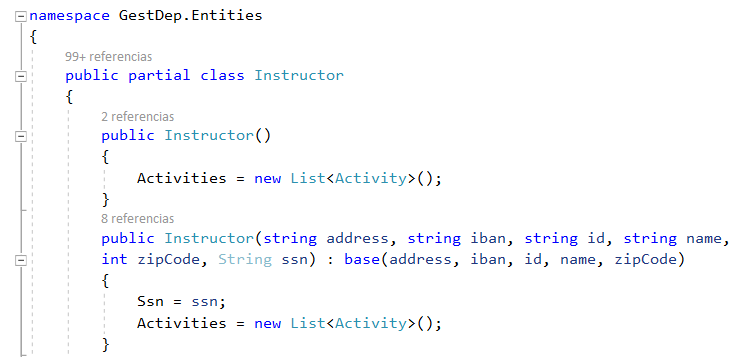 namespace GestDep.Entities
{
99+ referencias
public partial class Instructor
{
2 referencias
public Instructor()
{
Activities = new List<Activity>();
}
8 referencias
public Instructor(string address, string iban, string id, string name,
int zipCode, String ssn) : base(address, iban, id, name, zipCode)
{
Ssn = ssn;
Activities = new List<Activity>();
}